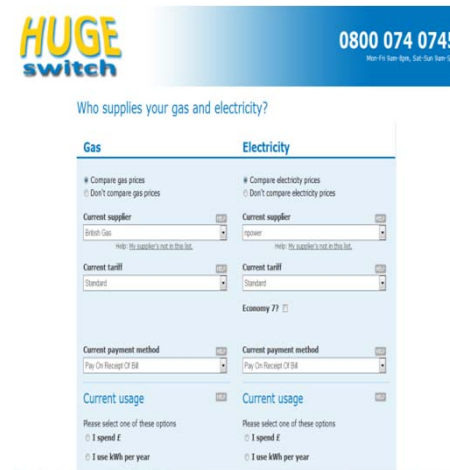 HUGE
switch
0800 074 0745
Mon-Fri 9am-8pm, Sat-Sun 9am-5
Who supplies your gas and electricity?
Gas
Electricity
Compare gas prices
Don't compare gas prices
Compare electricity prices
Don't compare electricity prices
Current supplier
HELP
British Gas
Help: My supplier's not in this list.
Current supplier
HELP
npower
Help: My supplier's not in this list.
Current tariff
HELP
Standard
Current tariff
HELP
Standard
Economy 7?
Current payment method
HELP
Pay On Receipt Of Bill
Current payment method
HELP
Pay On Receipt Of Bill
Current usage
HELP
Please select one of these options
I spend £
I use kWh per year
Current usage
HELP
Please select one of these options
I spend £
I use kWh per year